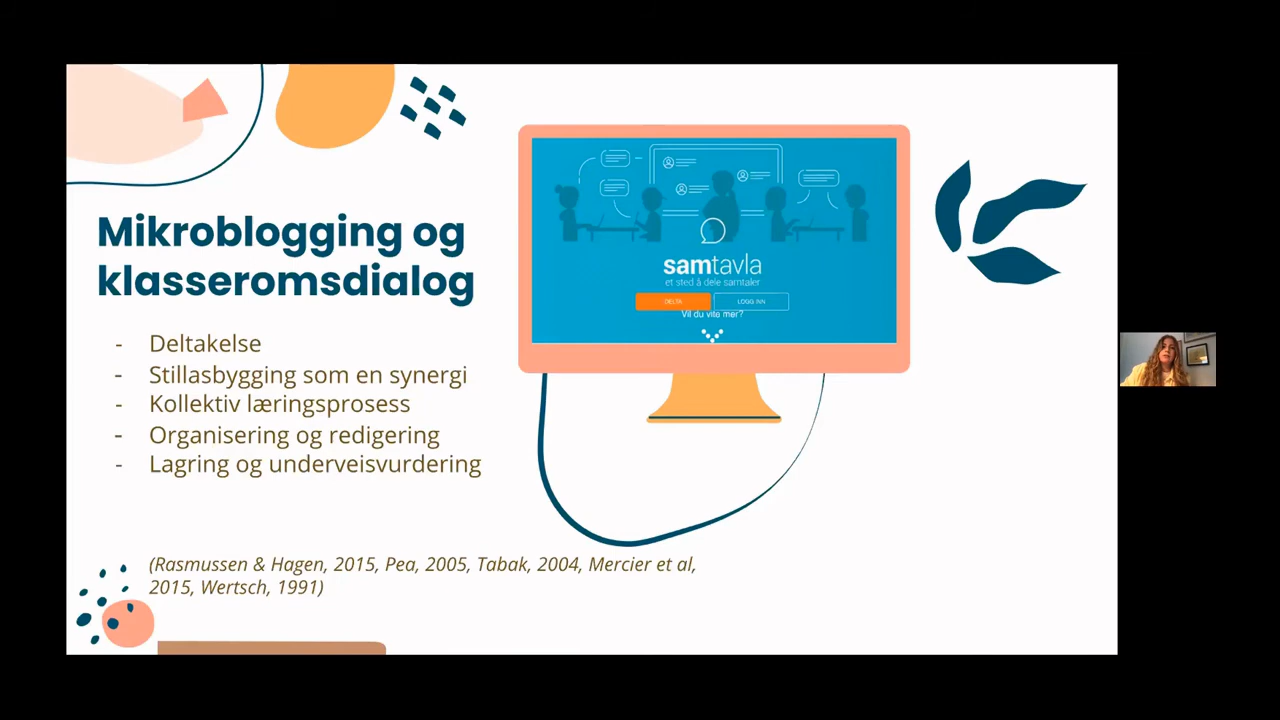 Mikroblogging og
klasseromsdialog
- Deltakelse
- Stillasbygging som en synergi
- Kollektiv læringsprosess
- Organisering og redigering
- Lagring og underveisvurdering
(Rasmussen & Hagen, 2015, Pea, 2005, Tabak, 2004, Mercier et al,
2015, Wertsch, 1991)
samtavla
et sted å dele samtaler
DELTA LOGG INN
Vil du vite mer?